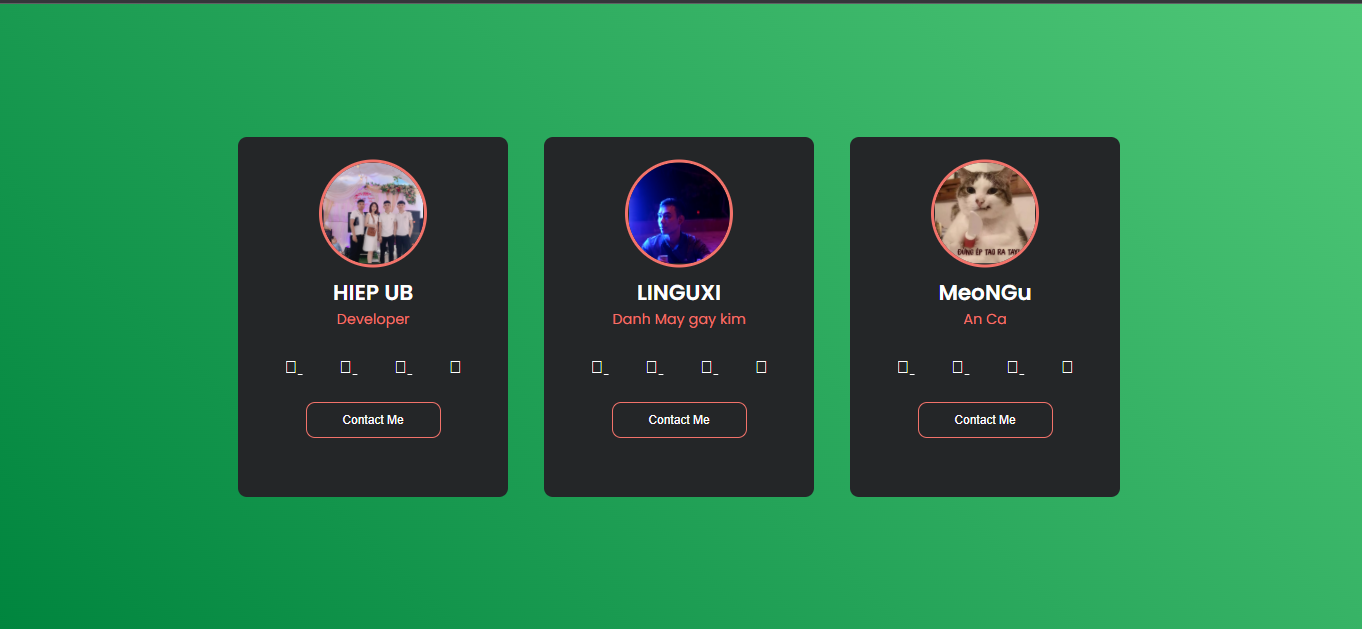 HIEP UB
Developer
Contact Me
LINGUXI
Danh May gay kim
Contact Me
ĐỪNG ÉP TAO RA TAY
MeoNGu
An Ca
Contact Me